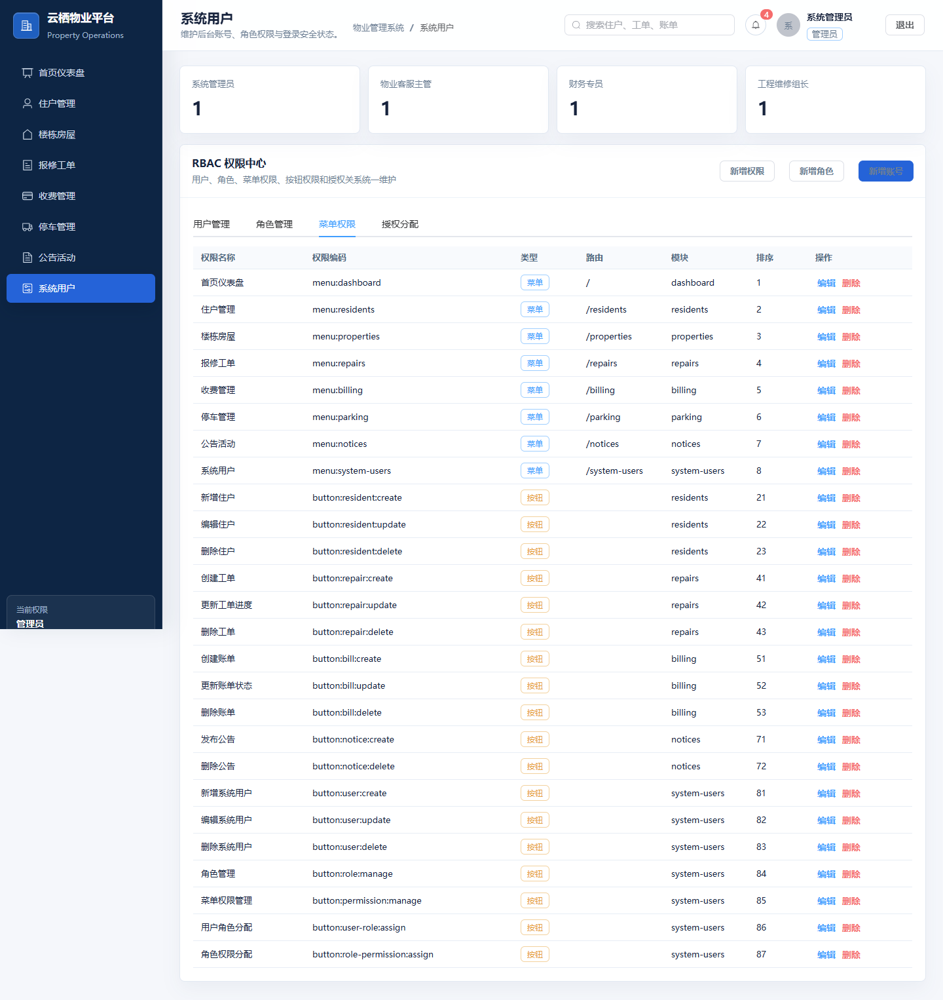 云栖物业平台
Property Operations
首页仪表盘
住户管理
楼栋房屋
报修工单
收费管理
停车管理
公告活动
系统用户
当前权限
管理员
系统用户
维护后台账号、角色权限与登录安全状态。
物业管理系统 / 系统用户
搜索住户、工单、账单
4
系
系统管理员
管理员
退出
系统管理员
1
物业客服主管
1
财务专员
1
工程维修组长
1
RBAC 权限中心
用户、角色、菜单权限、按钮权限和授权关系统一维护
新增权限
新增角色
新增账号
用户管理 角色管理 菜单权限 授权分配
权限名称 权限编码 类型 路由 模块 排序 操作
首页仪表盘 menu:dashboard 菜单 / dashboard 1 编辑 删除
住户管理 menu:residents 菜单 /residents residents 2 编辑 删除
楼栋房屋 menu:properties 菜单 /properties properties 3 编辑 删除
报修工单 menu:repairs 菜单 /repairs repairs 4 编辑 删除
收费管理 menu:billing 菜单 /billing billing 5 编辑 删除
停车管理 menu:parking 菜单 /parking parking 6 编辑 删除
公告活动 menu:notices 菜单 /notices notices 7 编辑 删除
系统用户 menu:system-users 菜单 /system-users system-users 8 编辑 删除
新增住户 button:resident:create 按钮 residents 21 编辑 删除
编辑住户 button:resident:update 按钮 residents 22 编辑 删除
删除住户 button:resident:delete 按钮 residents 23 编辑 删除
创建工单 button:repair:create 按钮 repairs 41 编辑 删除
更新工单进度 button:repair:update 按钮 repairs 42 编辑 删除
删除工单 button:repair:delete 按钮 repairs 43 编辑 删除
创建账单 button:bill:create 按钮 billing 51 编辑 删除
更新账单状态 button:bill:update 按钮 billing 52 编辑 删除
删除账单 button:bill:delete 按钮 billing 53 编辑 删除
发布公告 button:notice:create 按钮 notices 71 编辑 删除
删除公告 button:notice:delete 按钮 notices 72 编辑 删除
新增系统用户 button:user:create 按钮 system-users 81 编辑 删除
编辑系统用户 button:user:update 按钮 system-users 82 编辑 删除
删除系统用户 button:user:delete 按钮 system-users 83 编辑 删除
角色管理 button:role:manage 按钮 system-users 84 编辑 删除
菜单权限管理 button:permission:manage 按钮 system-users 85 编辑 删除
用户角色分配 button:user-role:assign 按钮 system-users 86 编辑 删除
角色权限分配 button:role-permission:assign 按钮 system-users 87 编辑 删除